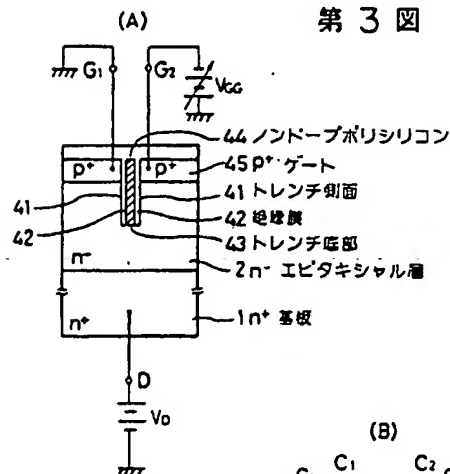 第 3 図
(A)
G1
G2
VGG
44 ノンドープポリシリコン
P+
P+
45 P+ ゲート
41
41 トレンチ側面
42
42 絶縁膜
43 トレンチ底部
n-
2 n- エピタキシャル層
n+
1 n+ 基板
D
VD
(B)
C1
C2